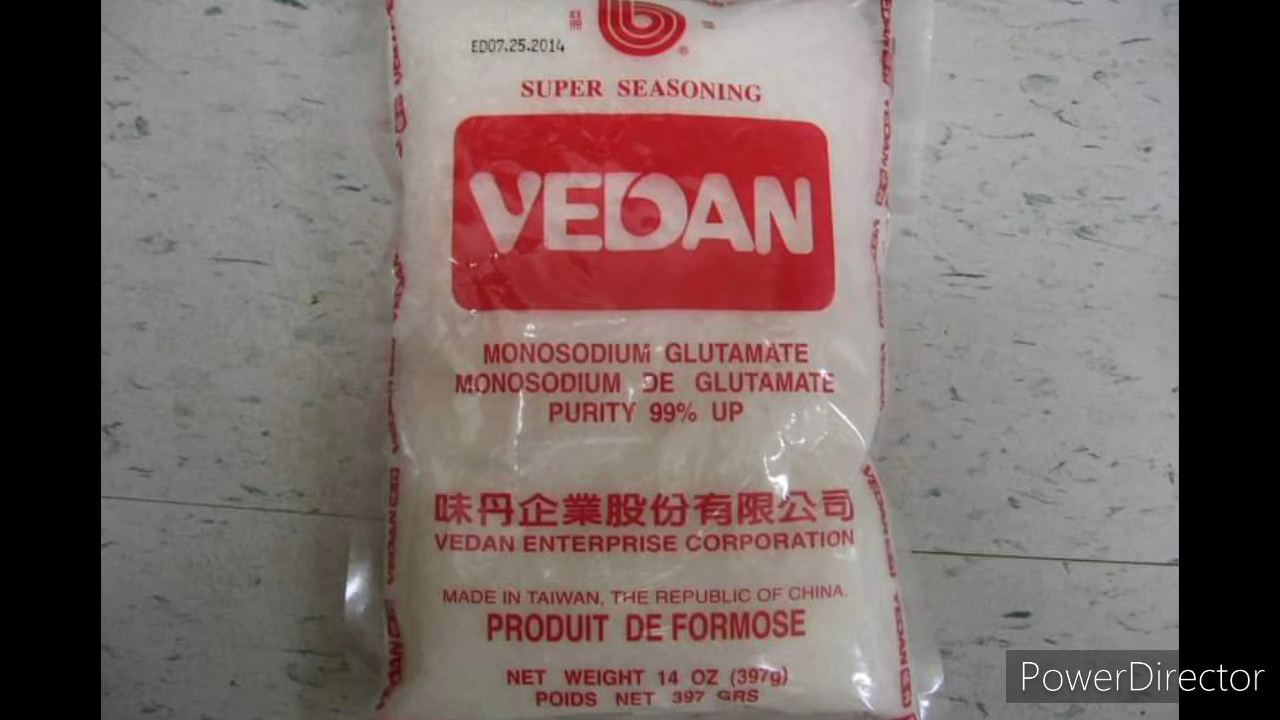 ED07.25.2014
SUPER SEASONING
VEDAN
MONOSODIUM GLUTAMATE
MONOSODIUM DE GLUTAMATE
PURITY 99% UP
味丹企業股份有限公司
VEDAN ENTERPRISE CORPORATION
MADE IN TAIWAN, THE REPUBLIC OF CHINA.
PRODUIT DE FORMOSE
NET WEIGHT 14 OZ (397g)
POIDS NET 397 GRS
PowerDirector